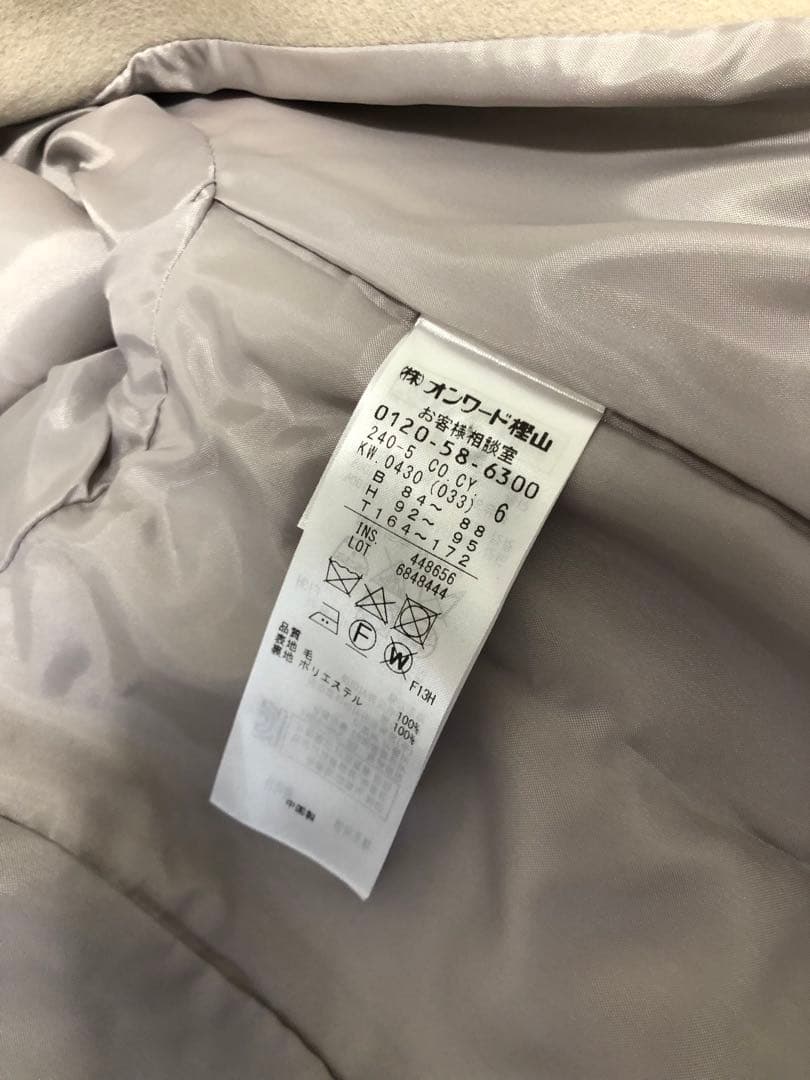 (株)オンワード樫山
お客様相談室
0120-58-6300
240-5 CO CY
KW.0430 (033) 6
B 84～ 88
H 92～ 95
T164～172
INS. 448656
LOT 6848444
F W
F13H
品質
表地 毛 100%
裏地 ポリエステル 100%
中国製